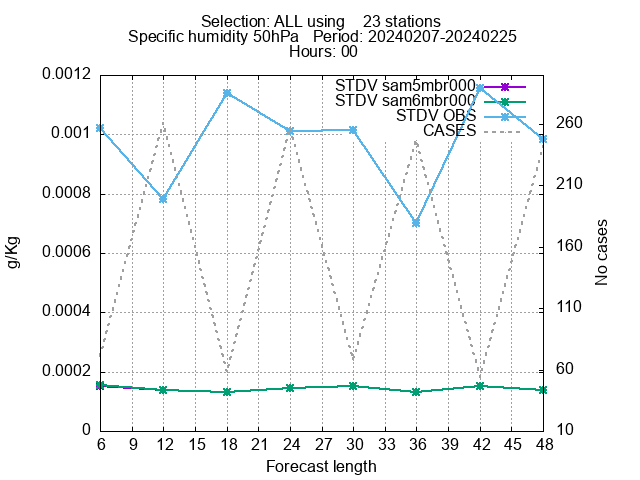 Selection: ALL using    23 stations
Specific humidity 50hPa   Period: 20240207-20240225
Hours: 00
0.0012
STDV sam5mbr000
STDV sam6mbr000
STDV OBS
CASES
0.001
0.0008
0.0006
0.0004
0.0002
0
g/Kg
260
210
160
110
60
10
No cases
6 9 12 15 18 21 24 27 30 33 36 39 42 45 48
Forecast length